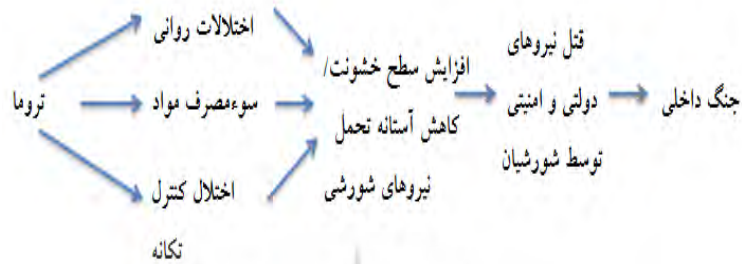 تروما
اختلالات روانی
سوءمصرف مواد
اختلال کنترل
تکانه
افزایش سطح خشونت/
کاهش آستانه تحمل
نیروهای شورشی
قتل نیروهای
دولتی و امنیتی
توسط شورشیان
جنگ داخلی